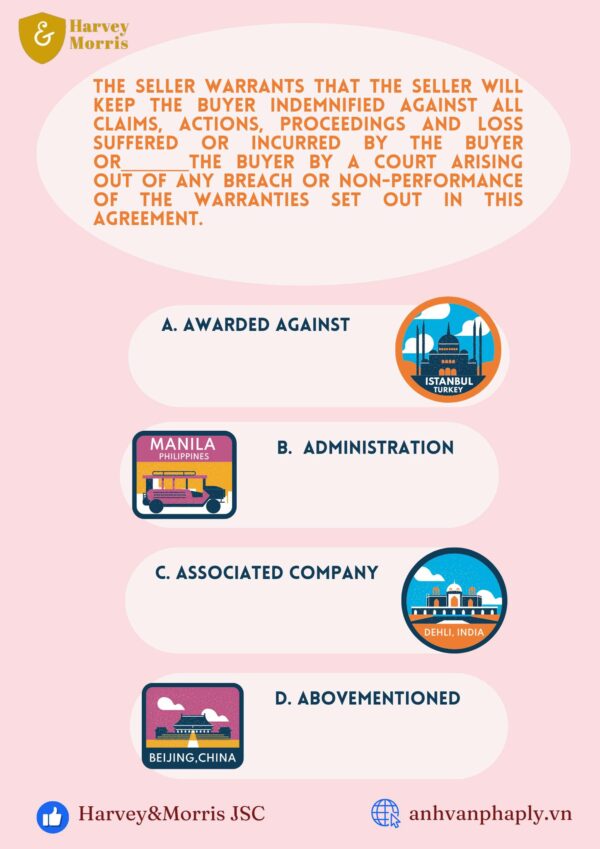 &
Harvey
Morris
THE SELLER WARRANTS THAT THE SELLER WILL
KEEP THE BUYER INDEMNIFIED AGAINST ALL
CLAIMS, ACTIONS, PROCEEDINGS AND LOSS
SUFFERED OR INCURRED BY THE BUYER
OR______THE BUYER BY A COURT ARISING
OUT OF ANY BREACH OR NON-PERFORMANCE
OF THE WARRANTIES SET OUT IN THIS
AGREEMENT.
A. AWARDED AGAINST
ISTANBUL
TURKEY
MANILA
PHILIPPINES
B. ADMINISTRATION
C. ASSOCIATED COMPANY
DEHLI, INDIA
D. ABOVEMENTIONED
BEIJING,CHINA
Harvey&Morris JSC
anhvanphaply.vn